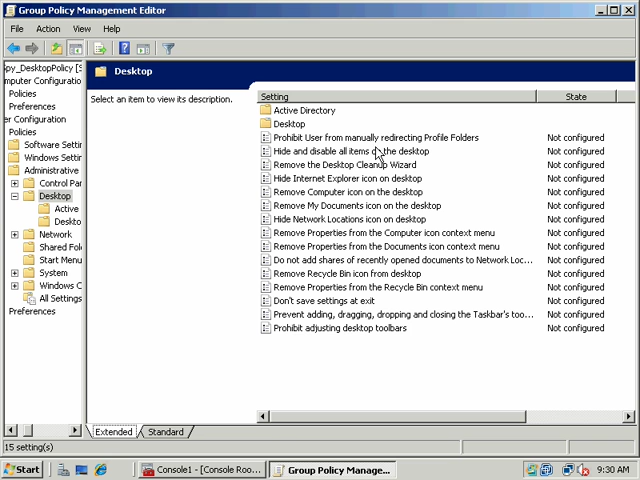 Group Policy Management Editor
File Action View Help
py_DesktopPolicy [S
mputer Configuratio
Policies
Preferences
er Configuration
Policies
Software Settin
Windows Settin
Administrative
Control Pan
Desktop
Active
Deskto
Network
Shared Fold
Start Menu
System
Windows C
All Settings
Preferences
Desktop
Select an item to view its description.
Setting State
Active Directory
Desktop
Prohibit User from manually redirecting Profile Folders Not configured
Hide and disable all items on the desktop Not configured
Remove the Desktop Cleanup Wizard Not configured
Hide Internet Explorer icon on desktop Not configured
Remove Computer icon on the desktop Not configured
Remove My Documents icon on the desktop Not configured
Hide Network Locations icon on desktop Not configured
Remove Properties from the Computer icon context menu Not configured
Remove Properties from the Documents icon context menu Not configured
Do not add shares of recently opened documents to Network Loc... Not configured
Remove Recycle Bin icon from desktop Not configured
Remove Properties from the Recycle Bin context menu Not configured
Don't save settings at exit Not configured
Prevent adding, dragging, dropping and closing the Taskbar's too... Not configured
Prohibit adjusting desktop toolbars Not configured
Extended Standard
15 setting(s)
Start Console1 - [Console Roo... Group Policy Manage... 9:30 AM